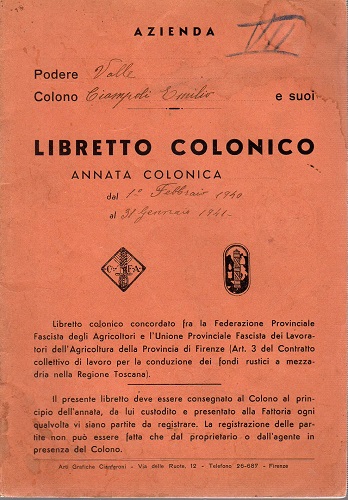 AZIENDA
VII
Podere Valle
Colono Ciampoli Emilio e suoi
LIBRETTO COLONICO
ANNATA COLONICA
dal 1º Febbraio 1940
al 31 Gennaio 1941-
Libretto colonico concordato fra la Federazione Provinciale
Fascista degli Agricoltori e l'Unione Provinciale Fascista dei Lavora-
tori dell'Agricoltura della Provincia di Firenze (Art. 3 del Contratto
collettivo di lavoro per la conduzione dei fondi rustici a mezza-
dria nella Regione Toscana).
Il presente libretto deve essere consegnato al Colono al prin-
cipio dell'annata, da lui custodito e presentato alla Fattoria ogni
qualvolta vi siano partite da registrare. La registrazione delle par-
tite non può essere fatta che dal proprietario o dall'agente in
presenza del Colono.
Arti Grafiche Cianferoni - Via delle Ruote, 12 - Telefono 26-687 - Firenze